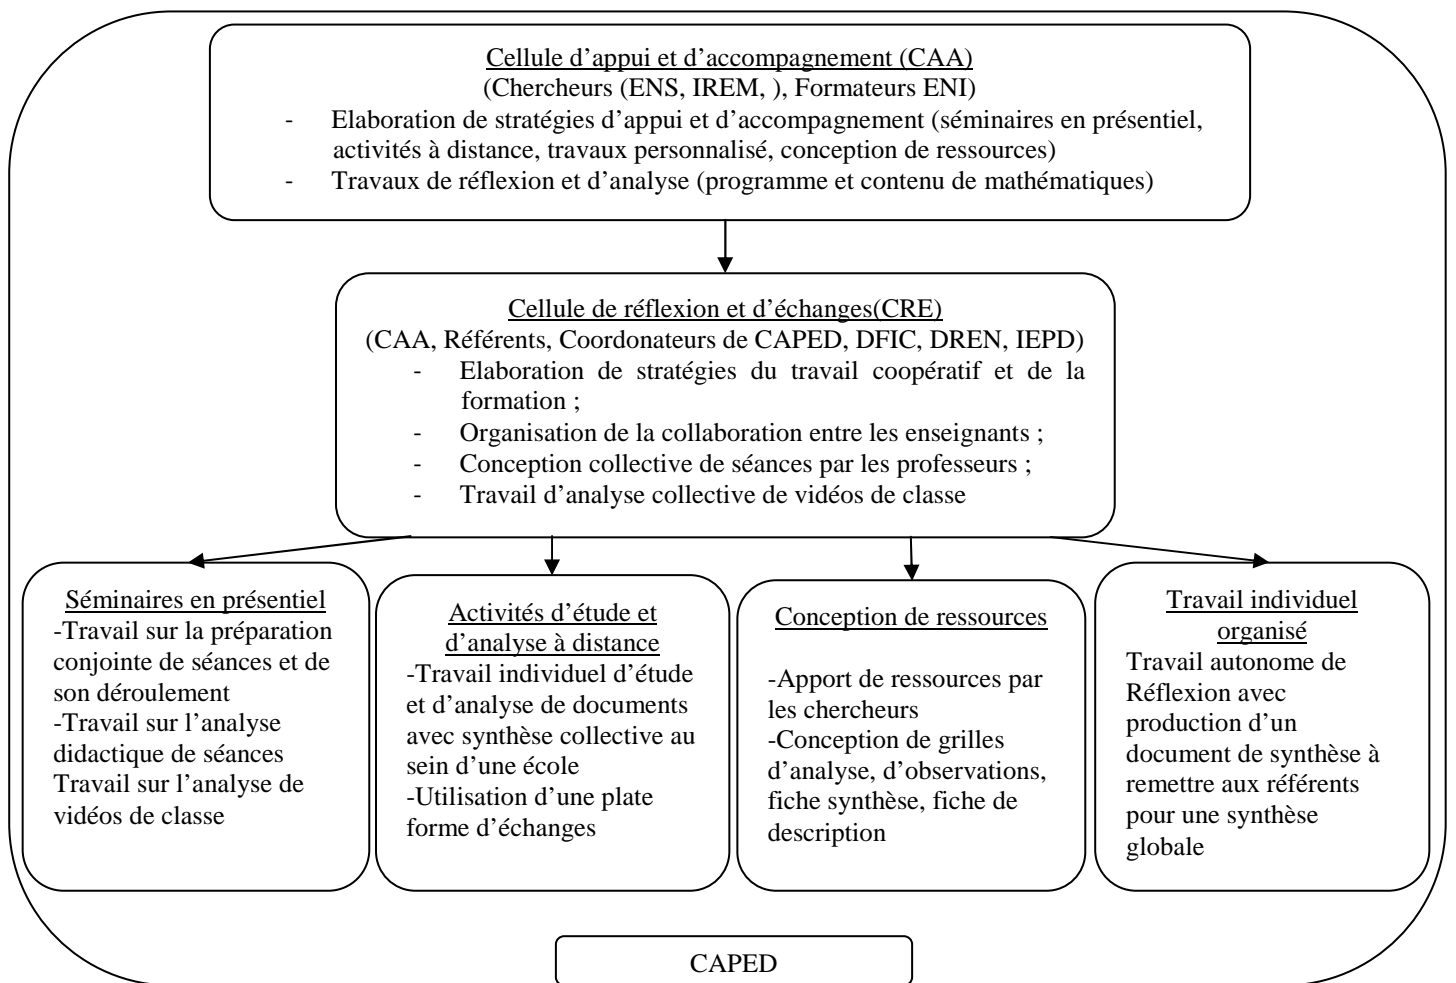 Cellule d’appui et d’accompagnement (CAA)
(Chercheurs (ENS, IREM, ), Formateurs ENI)
- Elaboration de stratégies d’appui et d’accompagnement (séminaires en présentiel,
activités à distance, travaux personnalisé, conception de ressources)
- Travaux de réflexion et d’analyse (programme et contenu de mathématiques)
Cellule de réflexion et d’échanges(CRE)
(CAA, Référents, Coordonateurs de CAPED, DFIC, DREN, IEPD)
- Elaboration de stratégies du travail coopératif et de la
formation ;
- Organisation de la collaboration entre les enseignants ;
- Conception collective de séances par les professeurs ;
- Travail d’analyse collective de vidéos de classe
Séminaires en présentiel
-Travail sur la préparation
conjointe de séances et de
son déroulement
-Travail sur l’analyse
didactique de séances
Travail sur l’analyse de
vidéos de classe
Activités d’étude et
d’analyse à distance
-Travail individuel d’étude
et d’analyse de documents
avec synthèse collective au
sein d’une école
-Utilisation d’une plate
forme d’échanges
Conception de ressources
-Apport de ressources par
les chercheurs
-Conception de grilles
d’analyse, d’observations,
fiche synthèse, fiche de
description
Travail individuel
organisé
Travail autonome de
Réflexion avec
production d’un
document de synthèse à
remettre aux référents
pour une synthèse
globale
CAPED